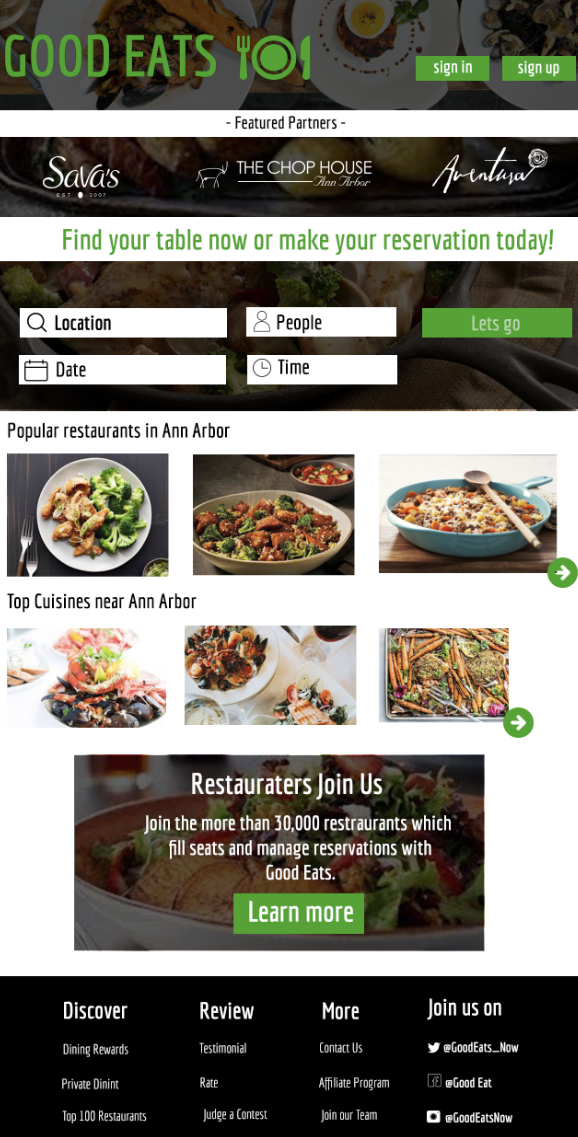 GOOD EATS
sign in
sign up
- Featured Partners -
Sava's
EST 2007
THE CHOP HOUSE
Ann Arbor
Aventura
Find your table now or make your reservation today!
Location
People
Lets go
Date
Time
Popular restaurants in Ann Arbor
Top Cuisines near Ann Arbor
Restauraters Join Us
Join the more than 30,000 restraurants which
fill seats and manage reservations with
Good Eats.
Learn more
Discover
Review
More
Join us on
Dining Rewards
Testimonial
Contact Us
@GoodEats_Now
Private Dinint
Rate
Affiliate Program
@Good Eat
Top 100 Restaurants
Judge a Contest
Join our Team
@GoodEatsNow